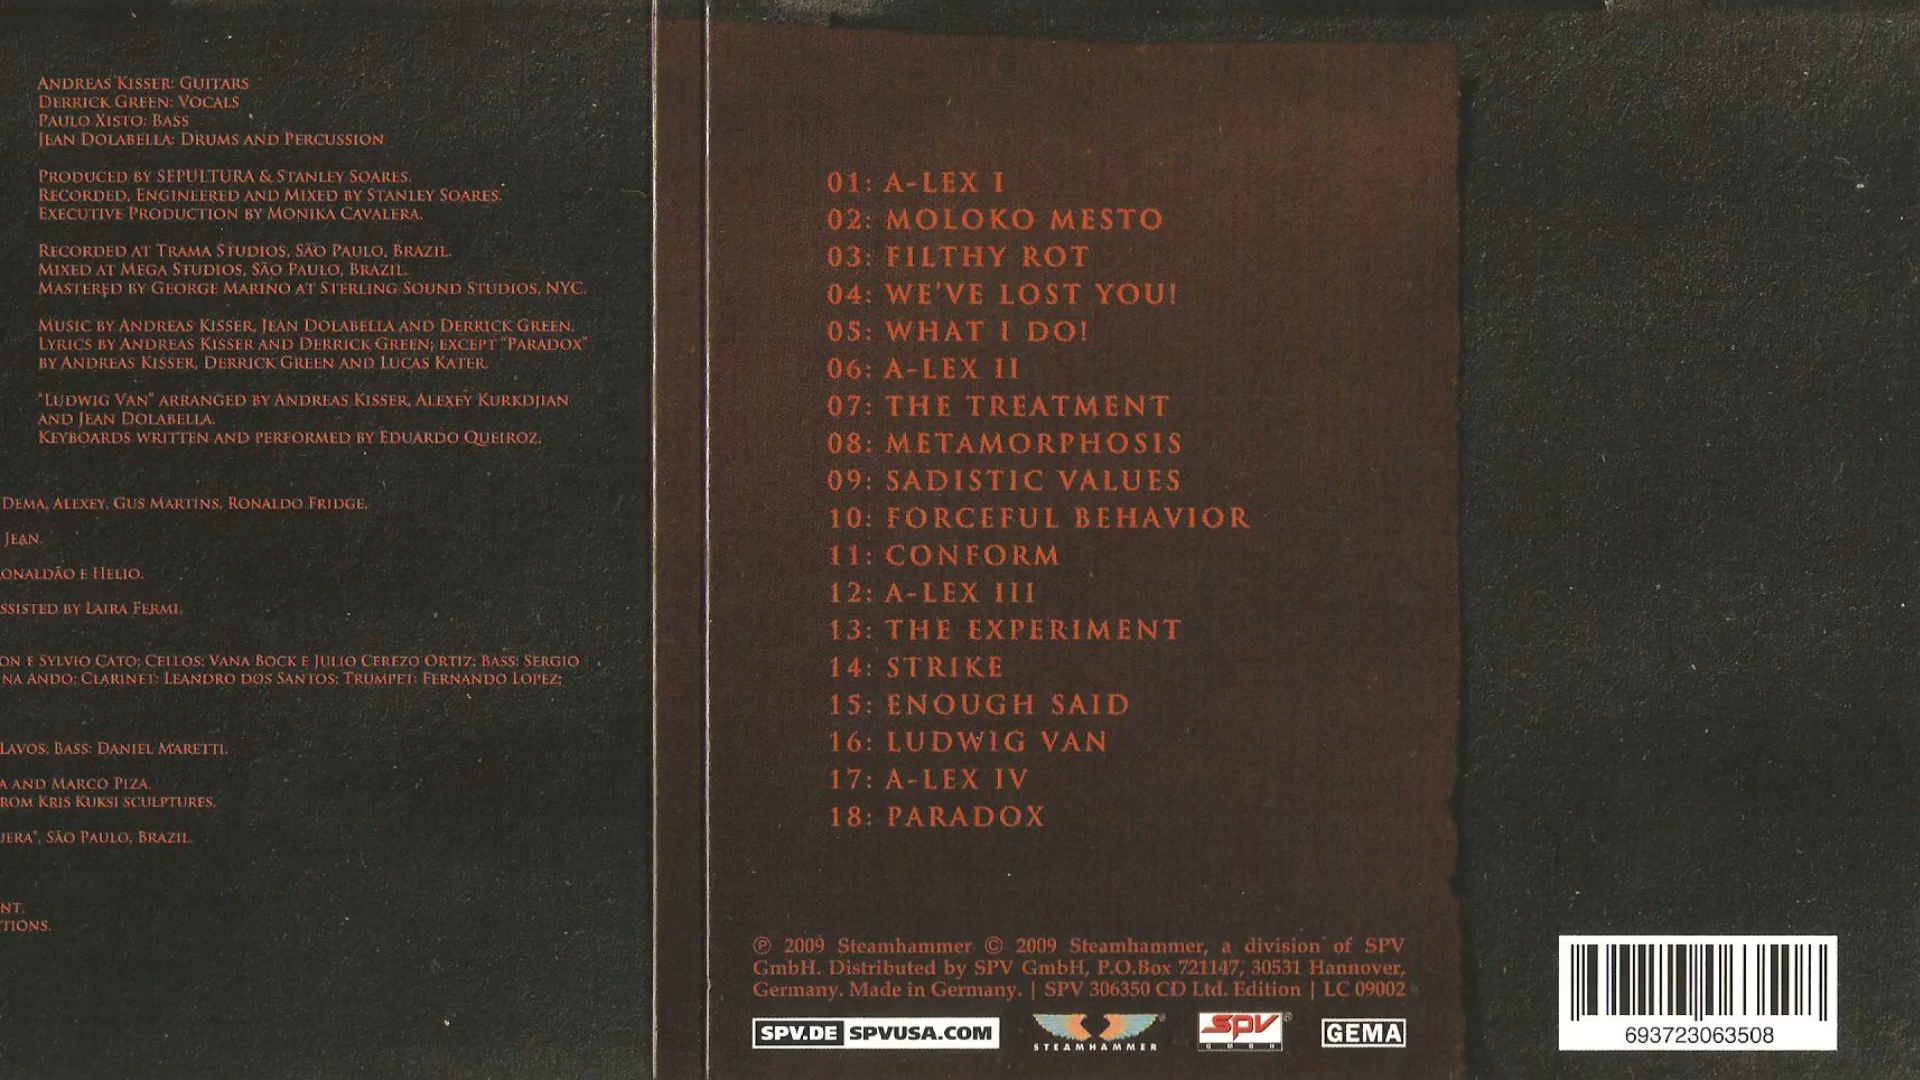 Andreas Kisser: Guitars
Derrick Green: Vocals
Paulo Xisto: Bass
Jean Dolabella: Drums and Percussion
Produced by SEPULTURA & Stanley Soares.
Recorded, Engineered and Mixed by Stanley Soares.
Executive Production by Monika Cavalera.
Recorded at Trama Studios, São Paulo, Brazil.
Mixed at Mega Studios, São Paulo, Brazil.
Mastered by George Marino at Sterling Sound Studios, NYC.
Music by Andreas Kisser, Jean Dolabella and Derrick Green.
Lyrics by Andreas Kisser and Derrick Green; except "Paradox"
by Andreas Kisser, Derrick Green and Lucas Kater.
"Ludwig Van" arranged by Andreas Kisser, Alexey Kurkdjian
and Jean Dolabella.
Keyboards written and performed by Eduardo Queiroz.
Dema, Alexey, Gus Martins, Ronaldo Fridge,
Jean.
onaldão e Helio.
ssisted by Laira Fermi.
on e Sylvio Cato; Cellos: Vana Bock e Julio Cerezo Ortiz; Bass: Sergio
na Ando; Clarinet: Leandro dos Santos; Trumpet: Fernando Lopez;
lavos; Bass: Daniel Maretti.
a and Marco Piza.
rom Kris Kuksi sculptures.
uera", São Paulo, Brazil.
nt.
tions.
01: A-LEX I
02: MOLOKO MESTO
03: FILTHY ROT
04: WE'VE LOST YOU!
05: WHAT I DO!
06: A-LEX II
07: THE TREATMENT
08: METAMORPHOSIS
09: SADISTIC VALUES
10: FORCEFUL BEHAVIOR
11: CONFORM
12: A-LEX III
13: THE EXPERIMENT
14: STRIKE
15: ENOUGH SAID
16: LUDWIG VAN
17: A-LEX IV
18: PARADOX
℗ 2009 Steamhammer © 2009 Steamhammer, a division of SPV
GmbH. Distributed by SPV GmbH, P.O.Box 721147, 30531 Hannover,
Germany. Made in Germany. | SPV 306350 CD Ltd. Edition | LC 09002
SPV.DE SPVUSA.COM
STEAMHAMMER
SPV
GMBH
GEMA
693723063508